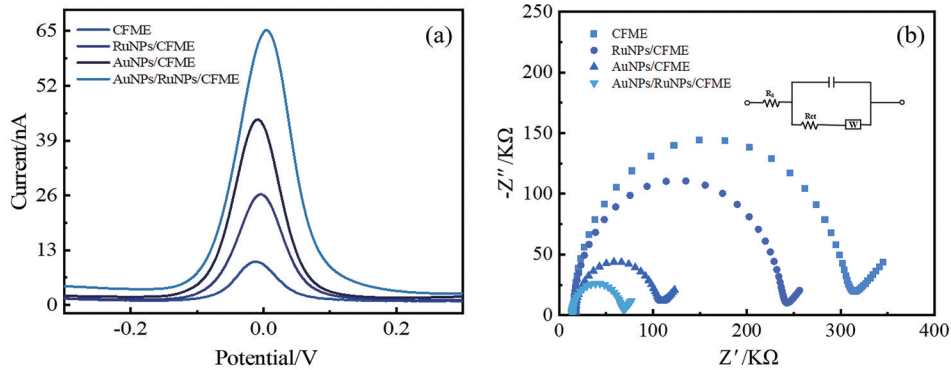 (a)
CFME
RuNPs/CFME
AuNPs/CFME
AuNPs/RuNPs/CFME
Current/nA
65
52
39
26
13
0
-0.2
0.0
0.2
Potential/V
(b)
CFME
RuNPs/CFME
AuNPs/CFME
AuNPs/RuNPs/CFME
Rs
Rct
W
-Z″/KΩ
-250
200
150
100
50
0
0
100
200
300
400
Z′/KΩ